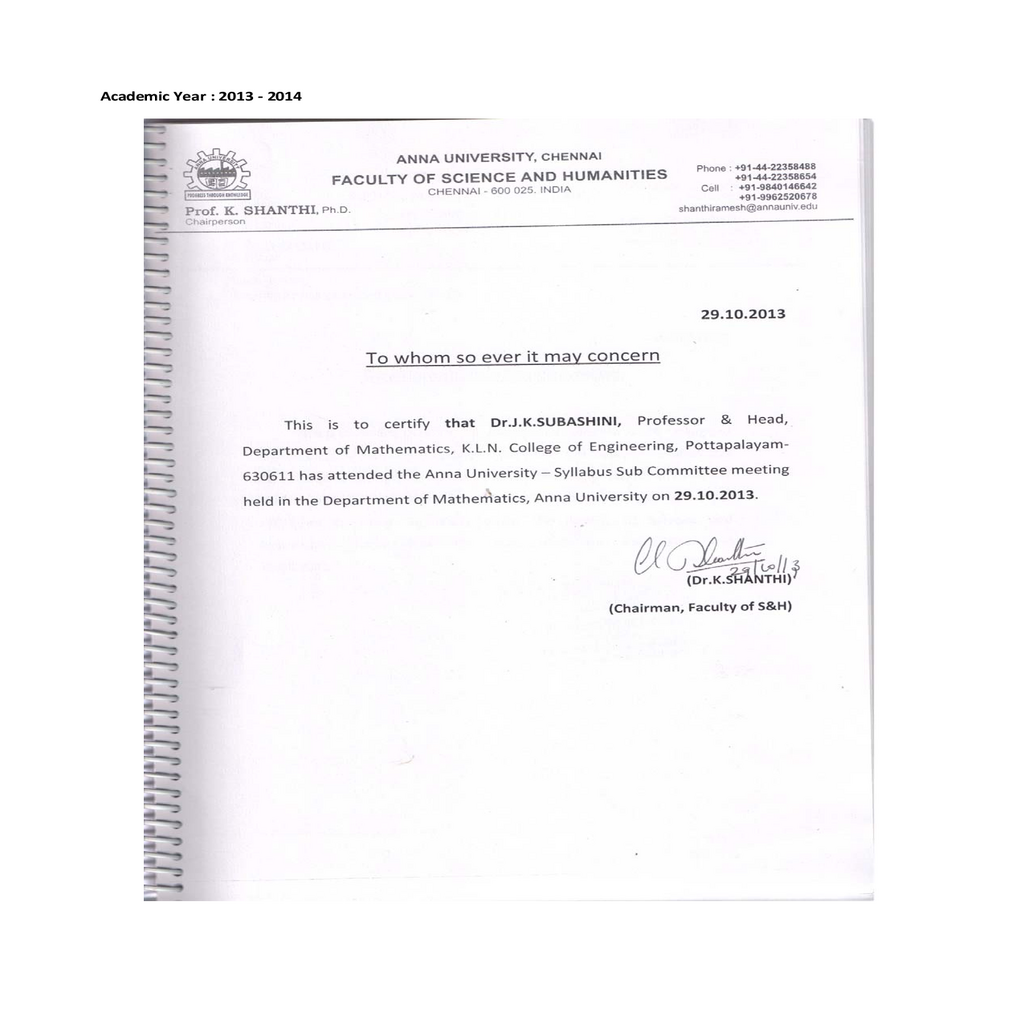 Academic Year : 2013 - 2014
ANNA UNIVERSITY
PROGRESS THROUGH KNOWLEDGE
Prof. K. SHANTHI, Ph.D.
Chairperson
ANNA UNIVERSITY, CHENNAI
FACULTY OF SCIENCE AND HUMANITIES
CHENNAI - 600 025. INDIA
Phone : +91-44-22358488
+91-44-22358654
Cell : +91-9840146642
+91-9962520678
shanthiramesh@annauniv.edu
29.10.2013
To whom so ever it may concern
This is to certify that Dr.J.K.SUBASHINI, Professor & Head,
Department of Mathematics, K.L.N. College of Engineering, Pottapalayam-
630611 has attended the Anna University – Syllabus Sub Committee meeting
held in the Department of Mathematics, Anna University on 29.10.2013.
29/10/13
(Dr.K.SHANTHI)
(Chairman, Faculty of S&H)